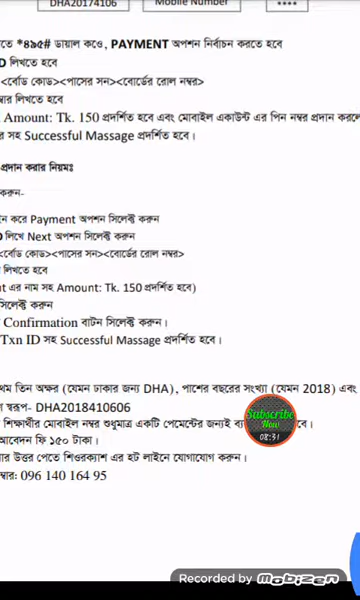 DHA20174106 Mobile Number ****
*৪৯৫# ডায়াল কওে, PAYMENT অপশন নির্বাচন করতে হবে
লিখতে হবে
<বোর্ড কোড><পাসের সন><বোর্ডের রোল নম্বর>
লিখতে হবে
Amount: Tk. 150 প্রদর্শিত হবে এবং মোবাইল একাউন্ট এর পিন নম্বর প্রদান
সহ Successful Massage প্রদর্শিত হবে।
প্রদান করার নিয়মঃ
করুন-
করে Payment অপশন সিলেক্ট করুন
লিখে Next অপশন সিলেক্ট করুন
<বোর্ড কোড><পাসের সন><বোর্ডের রোল নম্বর>
লিখতে হবে
এর নাম সহ Amount: Tk. 150 প্রদর্শিত হবে)
সিলেক্ট করুন
Confirmation বাটন সিলেক্ট করুন।
Txn ID সহ Successful Massage প্রদর্শিত হবে।
তিন অক্ষর (যেমন ঢাকার জন্য DHA), পাশের বছরের সংখ্যা (যেমন 2018) এবং
স্বরূপ- DHA2018410606
শিক্ষার্থীর মোবাইল নম্বর শুধুমাত্র একটি পেমেন্টের জন্যই
আবেদন ফি ১৫০ টাকা।
উত্তর পেতে শিওরক্যাশ এর হট লাইনে যোগাযোগ করুন।
096 140 164 95
Subscribe
Now
08:31
Recorded by Mobizen